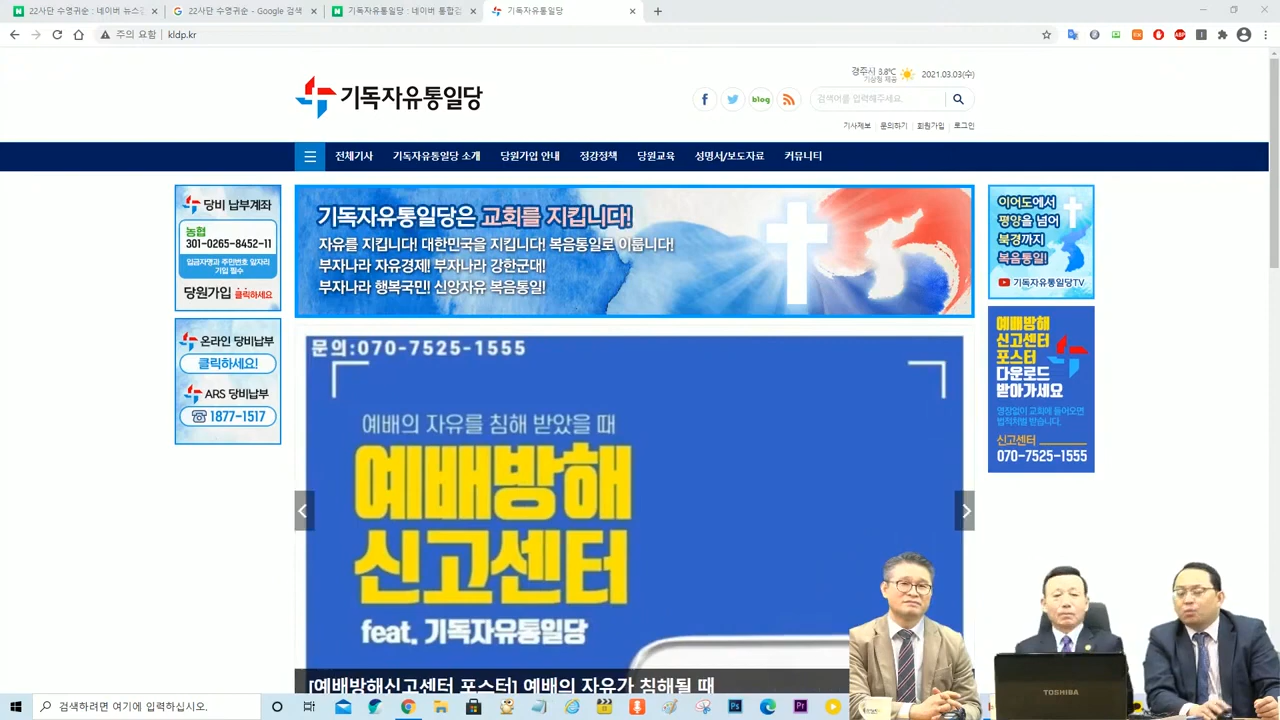 22사단 수영귀순 : 네이버 뉴스
22사단 수영귀순 - Google 검색
기독자유통일당 : 네이버 통합검
기독자유통일당
주의 요함
kldp.kr
경주시 3.8℃
기상청 제공
2021.03.03(수)
기독자유통일당
blog
검색어를 입력해주세요.
기사제보
문의하기
회원가입
로그인
전체기사
기독자유통일당 소개
당원가입 안내
정강정책
당원교육
성명서/보도자료
커뮤니티
당비 납부계좌
농협
301-0265-8452-11
입금자명과 주민번호 앞자리
기입 필수
당원가입 클릭하세요
온라인 당비납부
클릭하세요!
ARS 당비납부
1877-1517
기독자유통일당은 교회를 지킵니다!
자유를 지킵니다! 대한민국을 지킵니다! 복음통일로 이룹니다!
부자나라 자유경제! 부자나라 강한군대!
부자나라 행복국민! 신앙자유 복음통일!
이어도에서
평양을 넘어
북경까지
복음통일!
기독자유통일당TV
예배방해
신고센터
포스터
다운로드
받아가세요
영장없이 교회에 들어오면
법적처벌 받습니다.
신고센터
070-7525-1555
문의:070-7525-1555
예배의 자유를 침해 받았을 때
예배방해
신고센터
feat. 기독자유통일당
[예배방해신고센터 포스터] 예배의 자유가 침해될 때
TOSHIBA
검색하려면 여기에 입력하십시오.